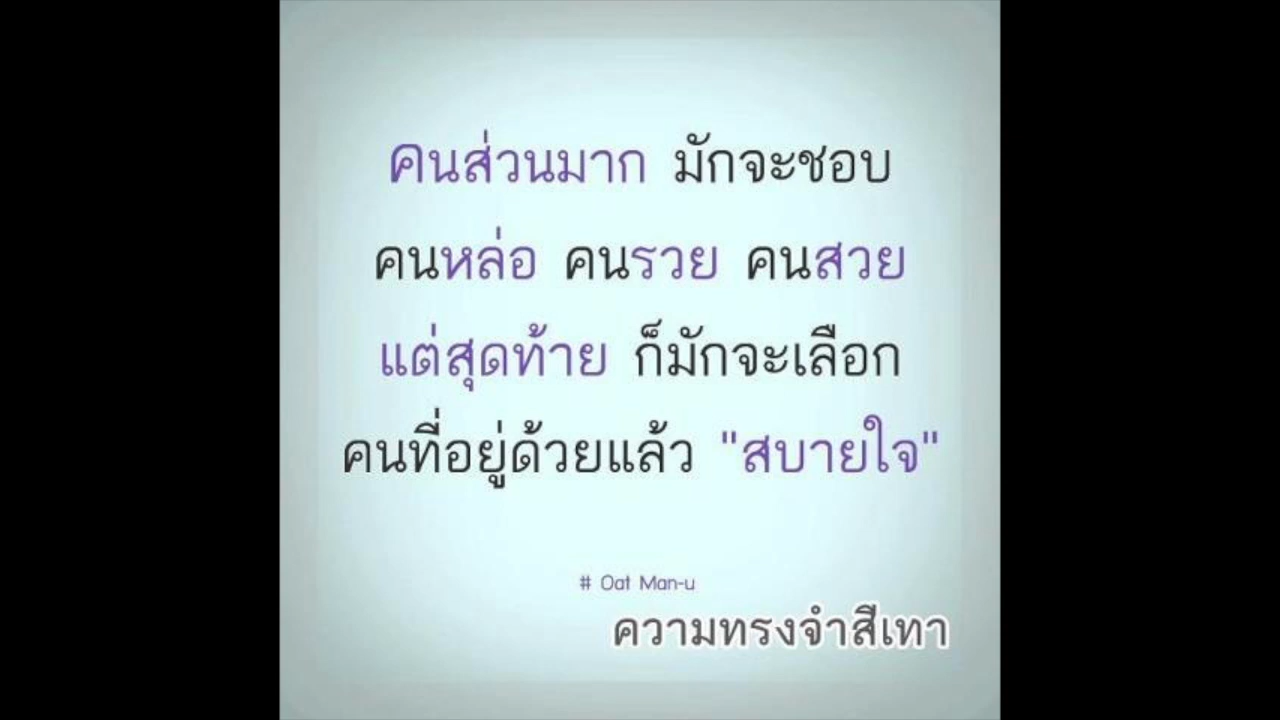 คนส่วนมาก มักจะชอบ
คนหล่อ คนรวย คนสวย
แต่สุดท้าย ก็มักจะเลือก
คนที่อยู่ด้วยแล้ว "สบายใจ"
# Oat Man-u
ความทรงจำสีเทา